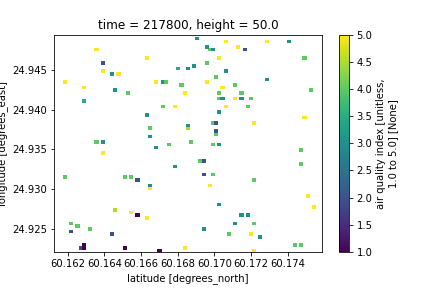 time = 217800, height = 50.0
24.945
24.940
24.935
24.930
24.925
longitude [degrees_east]
60.162 60.164 60.166 60.168 60.170 60.172 60.174
latitude [degrees_north]
5.0
4.5
4.0
3.5
3.0
2.5
2.0
1.5
1.0
air quality index [unitless,
1.0 to 5.0] [None]